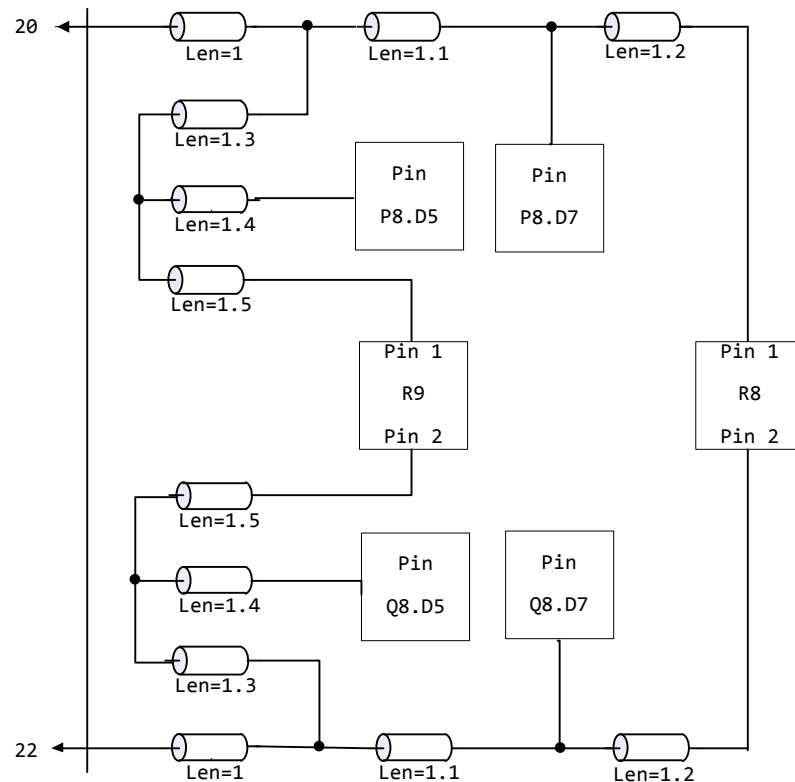 20
Len=1
Len=1.1
Len=1.2
Len=1.3
Len=1.4
Pin
P8.D5
Pin
P8.D7
Len=1.5
Pin 1
R9
Pin 2
Pin 1
R8
Pin 2
Len=1.5
Len=1.4
Pin
Q8.D5
Pin
Q8.D7
Len=1.3
22
Len=1
Len=1.1
Len=1.2